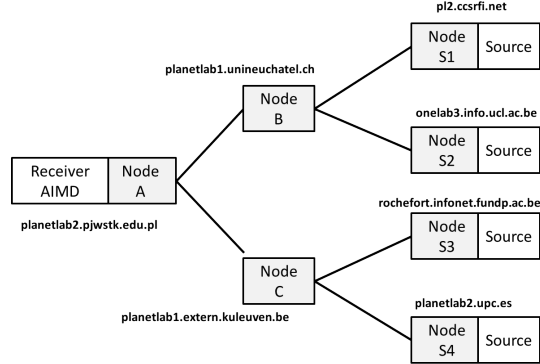 pl2.ccsrfi.net
Node
S1
Source
planetlab1.unineuchatel.ch
Node
B
onelab3.info.ucl.ac.be
Node
S2
Source
Receiver
AIMD
Node
A
planetlab2.pjwstk.edu.pl
rochefort.infonet.fundp.ac.be
Node
S3
Source
Node
C
planetlab1.extern.kuleuven.be
planetlab2.upc.es
Node
S4
Source